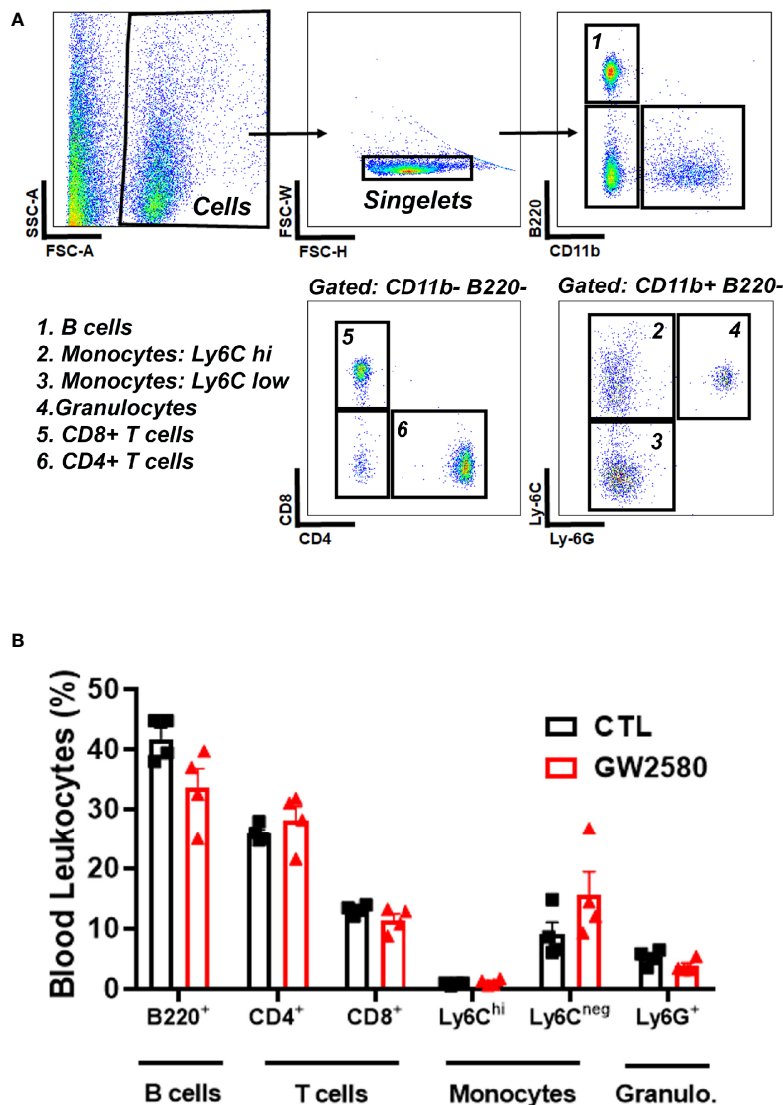 A
Cells
SSC-A
FSC-A
Singelets
FSC-W
FSC-H
1
B220
CD11b
Gated: CD11b- B220-
Gated: CD11b+ B220-
1. B cells
2. Monocytes: Ly6C hi
3. Monocytes: Ly6C low
4.Granulocytes
5. CD8+ T cells
6. CD4+ T cells
5
6
CD8
CD4
2
4
3
Ly-6C
Ly-6G
B
Blood Leukocytes (%)
50
40
30
20
10
0
CTL
GW2580
B220⁺ CD4⁺ CD8⁺ Ly6Cʰⁱ Ly6Cⁿᵉᵍ Ly6G⁺
B cells T cells Monocytes Granulo.